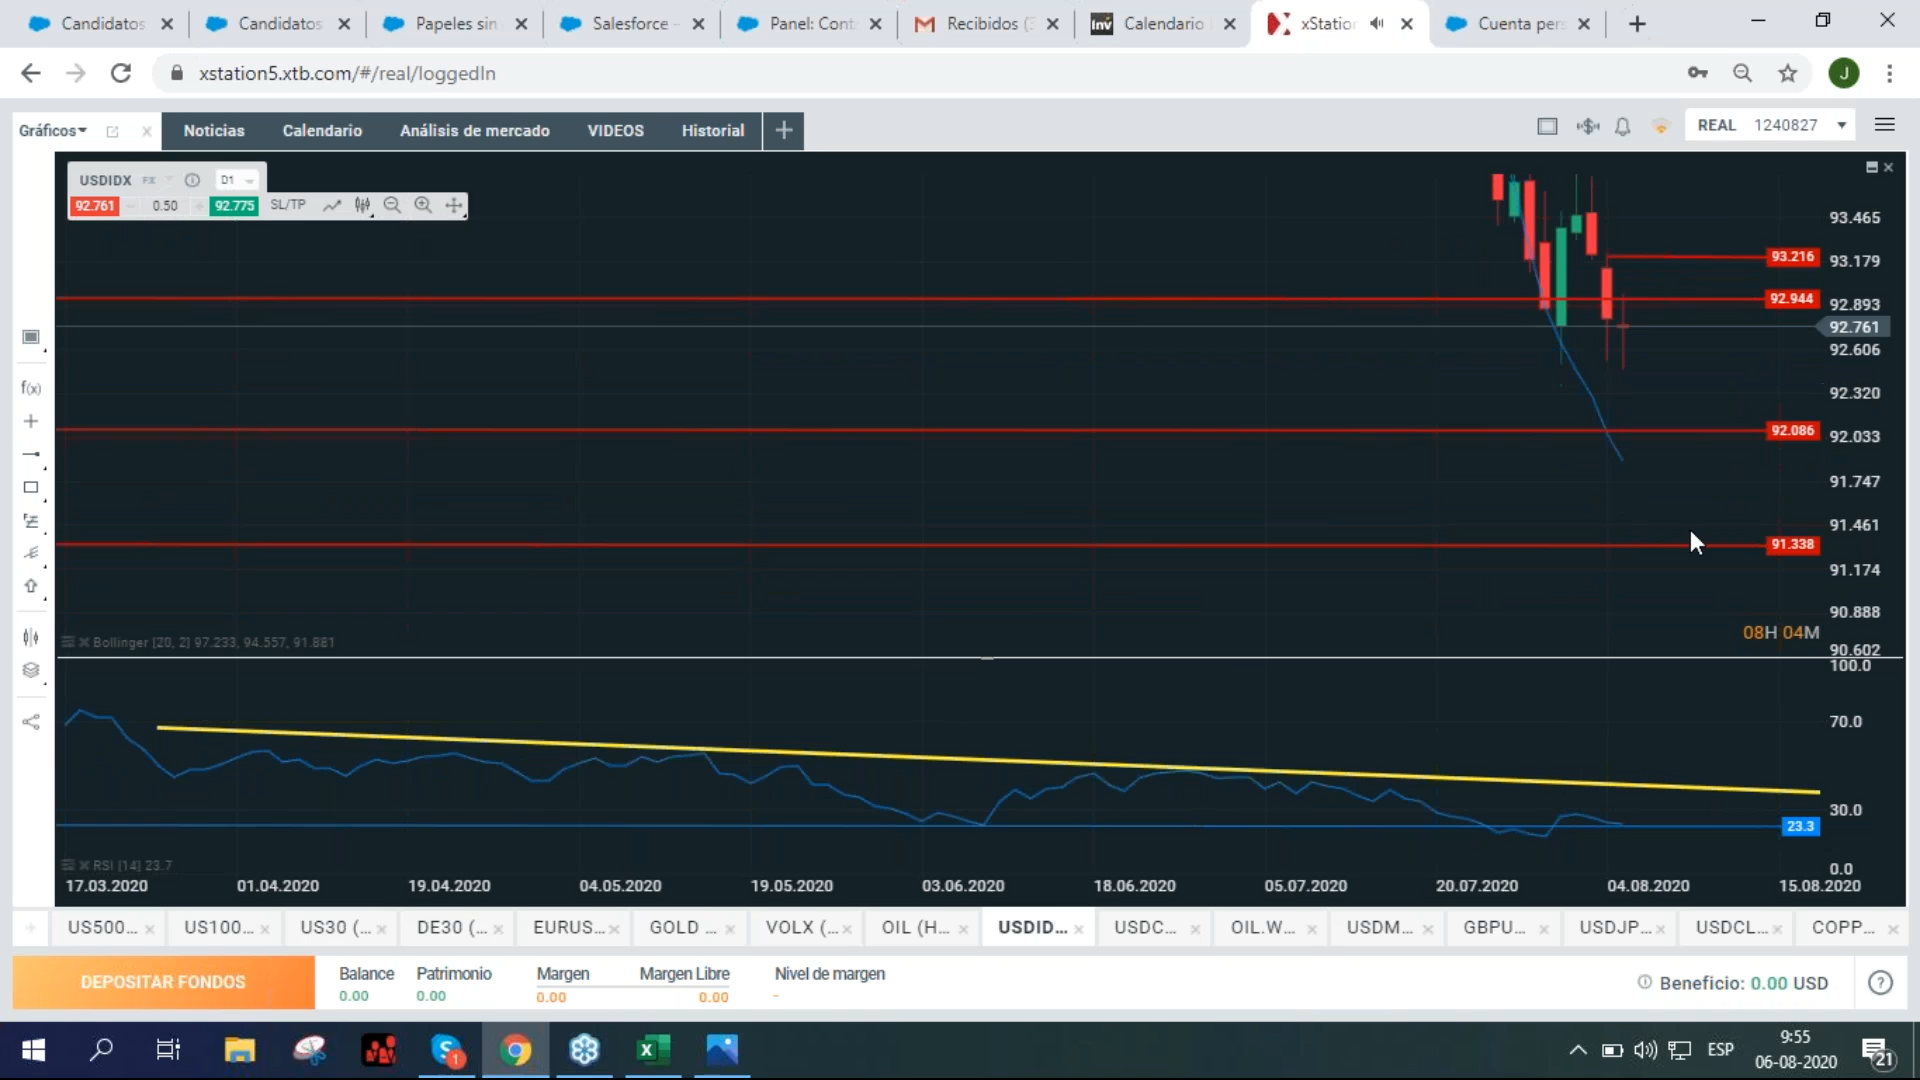 Candidatos
Candidatos
Papeles sin
Salesforce -
Panel: Cont
Recibidos (3
Calendario
xStation
Cuenta pers
xstation5.xtb.com/#/real/loggedIn
J
Gráficos
Noticias
Calendario
Análisis de mercado
VIDEOS
Historial
REAL 1240827
USDIDX FX D1
92.761 0.50 92.775 SL/TP
93.465
93.216
93.179
92.944
92.893
92.761
92.606
92.320
92.086
92.033
91.747
91.461
91.338
91.174
90.888
08H 04M
90.602
Bollinger [20, 2] 97.233, 94.557, 91.881
100.0
70.0
30.0
23.3
0.0
RSI [14] 23.7
17.03.2020 01.04.2020 19.04.2020 04.05.2020 19.05.2020 03.06.2020 18.06.2020 05.07.2020 20.07.2020 04.08.2020 15.08.2020
US500... US100... US30 (... DE30 (... EURUS... GOLD ... VOLX (... OIL (H... USDID... USDC... OIL.W... USDM... GBPU... USDJP... USDCL... COPP...
DEPOSITAR FONDOS
Balance Patrimonio Margen Margen Libre Nivel de margen
0.00 0.00 0.00 0.00 -
Beneficio: 0.00 USD
ESP
9:55
06-08-2020
21